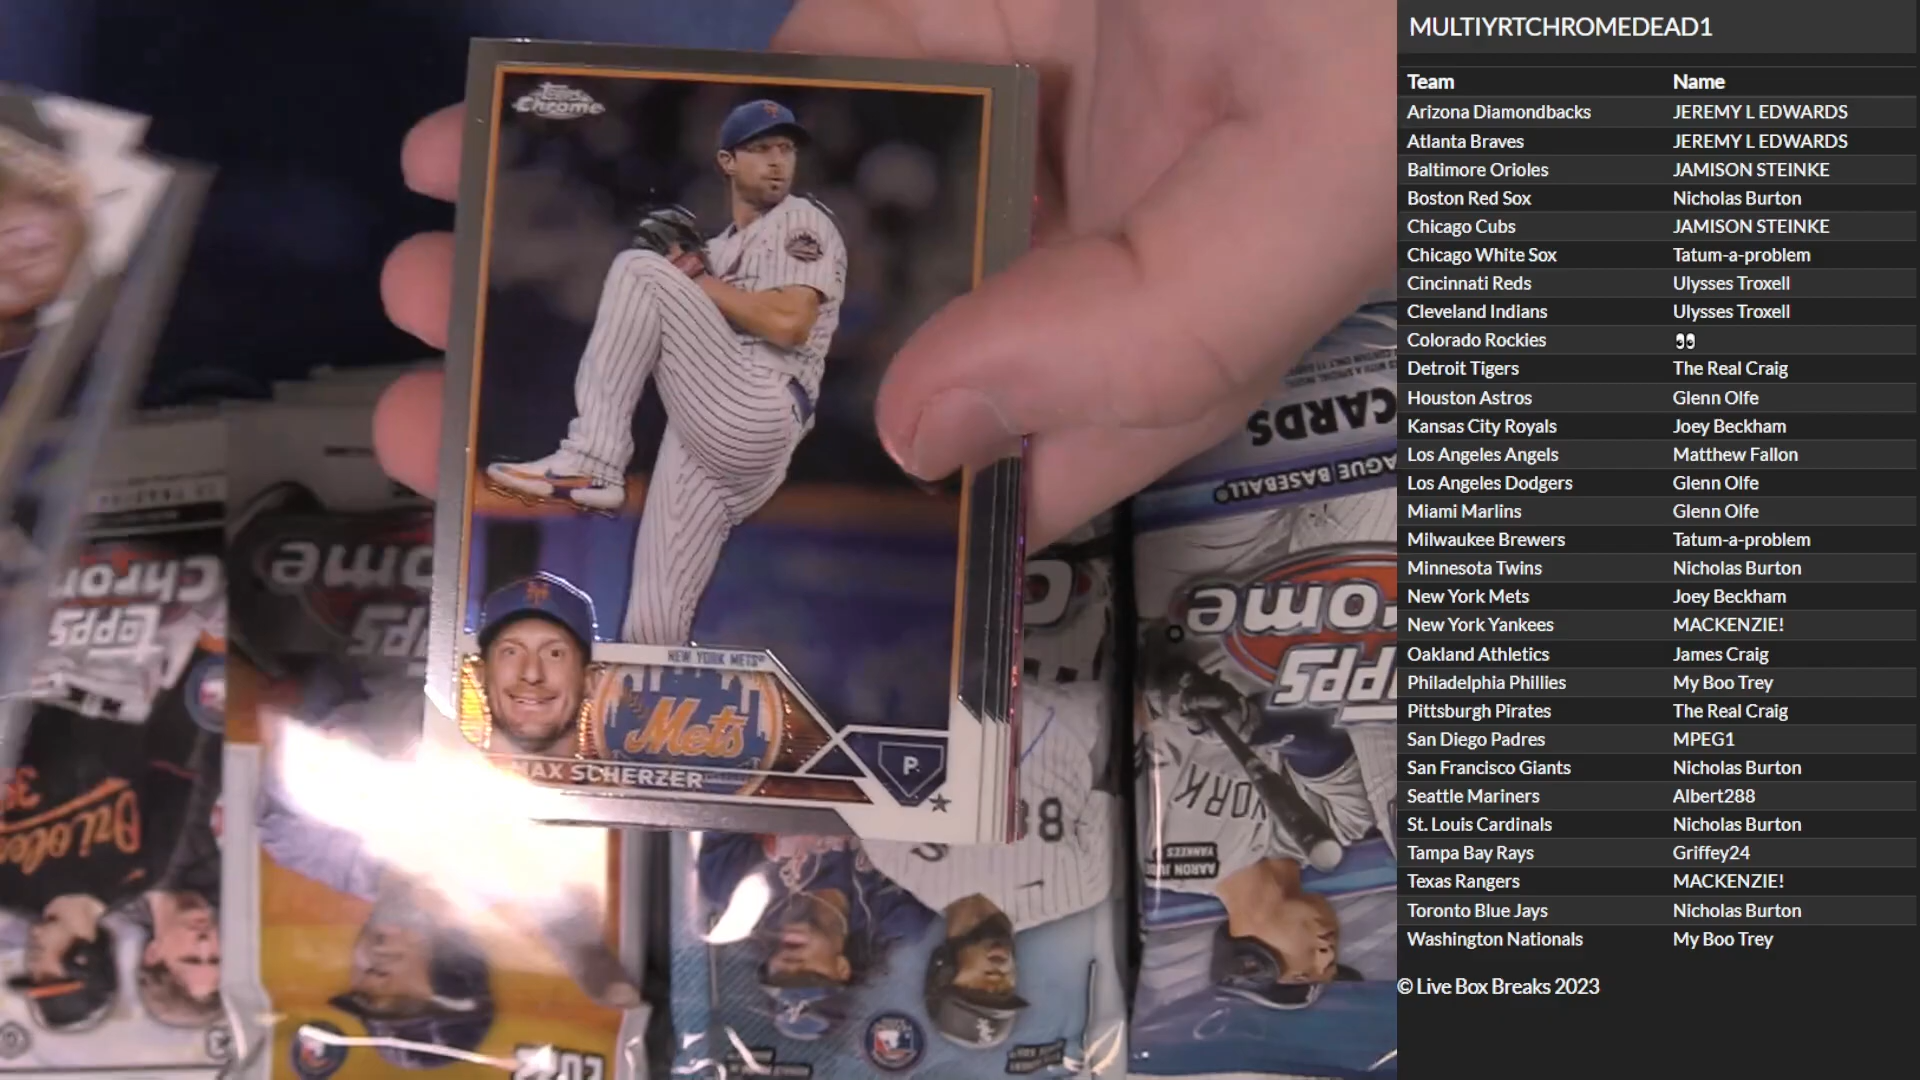 Topps
Chrome
NEW YORK METS
Mets
MAX SCHERZER
P
CARDS
Chrome
Topps
YORK
YANKEES
Orioles
MULTIYRTCHROMEDEAD1
Team Name
Arizona Diamondbacks JEREMY L EDWARDS
Atlanta Braves JEREMY L EDWARDS
Baltimore Orioles JAMISON STEINKE
Boston Red Sox Nicholas Burton
Chicago Cubs JAMISON STEINKE
Chicago White Sox Tatum-a-problem
Cincinnati Reds Ulysses Troxell
Cleveland Indians Ulysses Troxell
Colorado Rockies 👀
Detroit Tigers The Real Craig
Houston Astros Glenn Olfe
Kansas City Royals Joey Beckham
Los Angeles Angels Matthew Fallon
Los Angeles Dodgers Glenn Olfe
Miami Marlins Glenn Olfe
Milwaukee Brewers Tatum-a-problem
Minnesota Twins Nicholas Burton
New York Mets Joey Beckham
New York Yankees MACKENZIE!
Oakland Athletics James Craig
Philadelphia Phillies My Boo Trey
Pittsburgh Pirates The Real Craig
San Diego Padres MPEG1
San Francisco Giants Nicholas Burton
Seattle Mariners Albert288
St. Louis Cardinals Nicholas Burton
Tampa Bay Rays Griffey24
Texas Rangers MACKENZIE!
Toronto Blue Jays Nicholas Burton
Washington Nationals My Boo Trey
© Live Box Breaks 2023